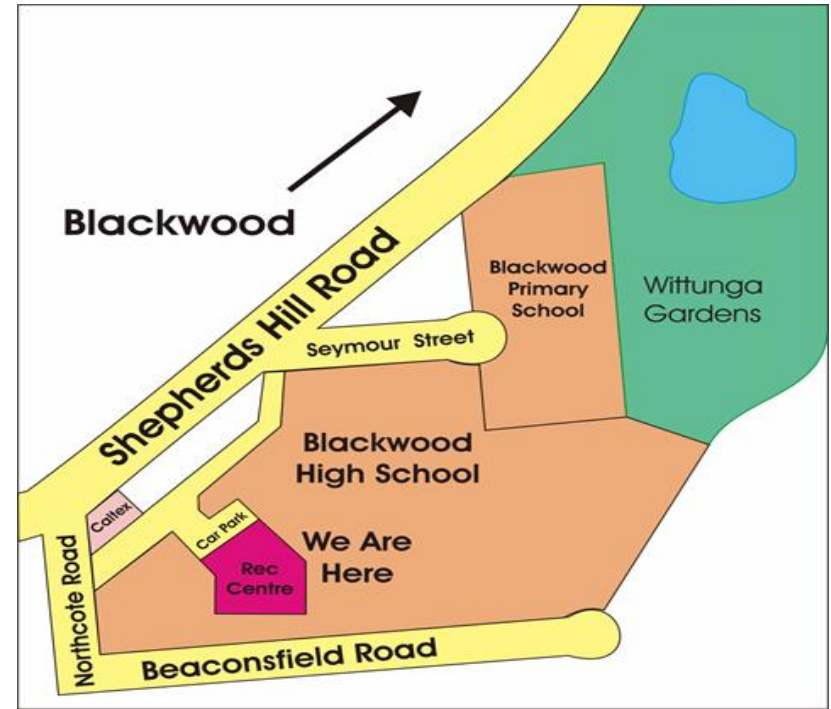 Blackwood
Shepherds Hill Road
Blackwood
Primary
School
Wittunga
Gardens
Seymour Street
Blackwood
High School
Caltex
Car Park
We Are
Here
Rec
Centre
Northcote Road
Beaconsfield Road